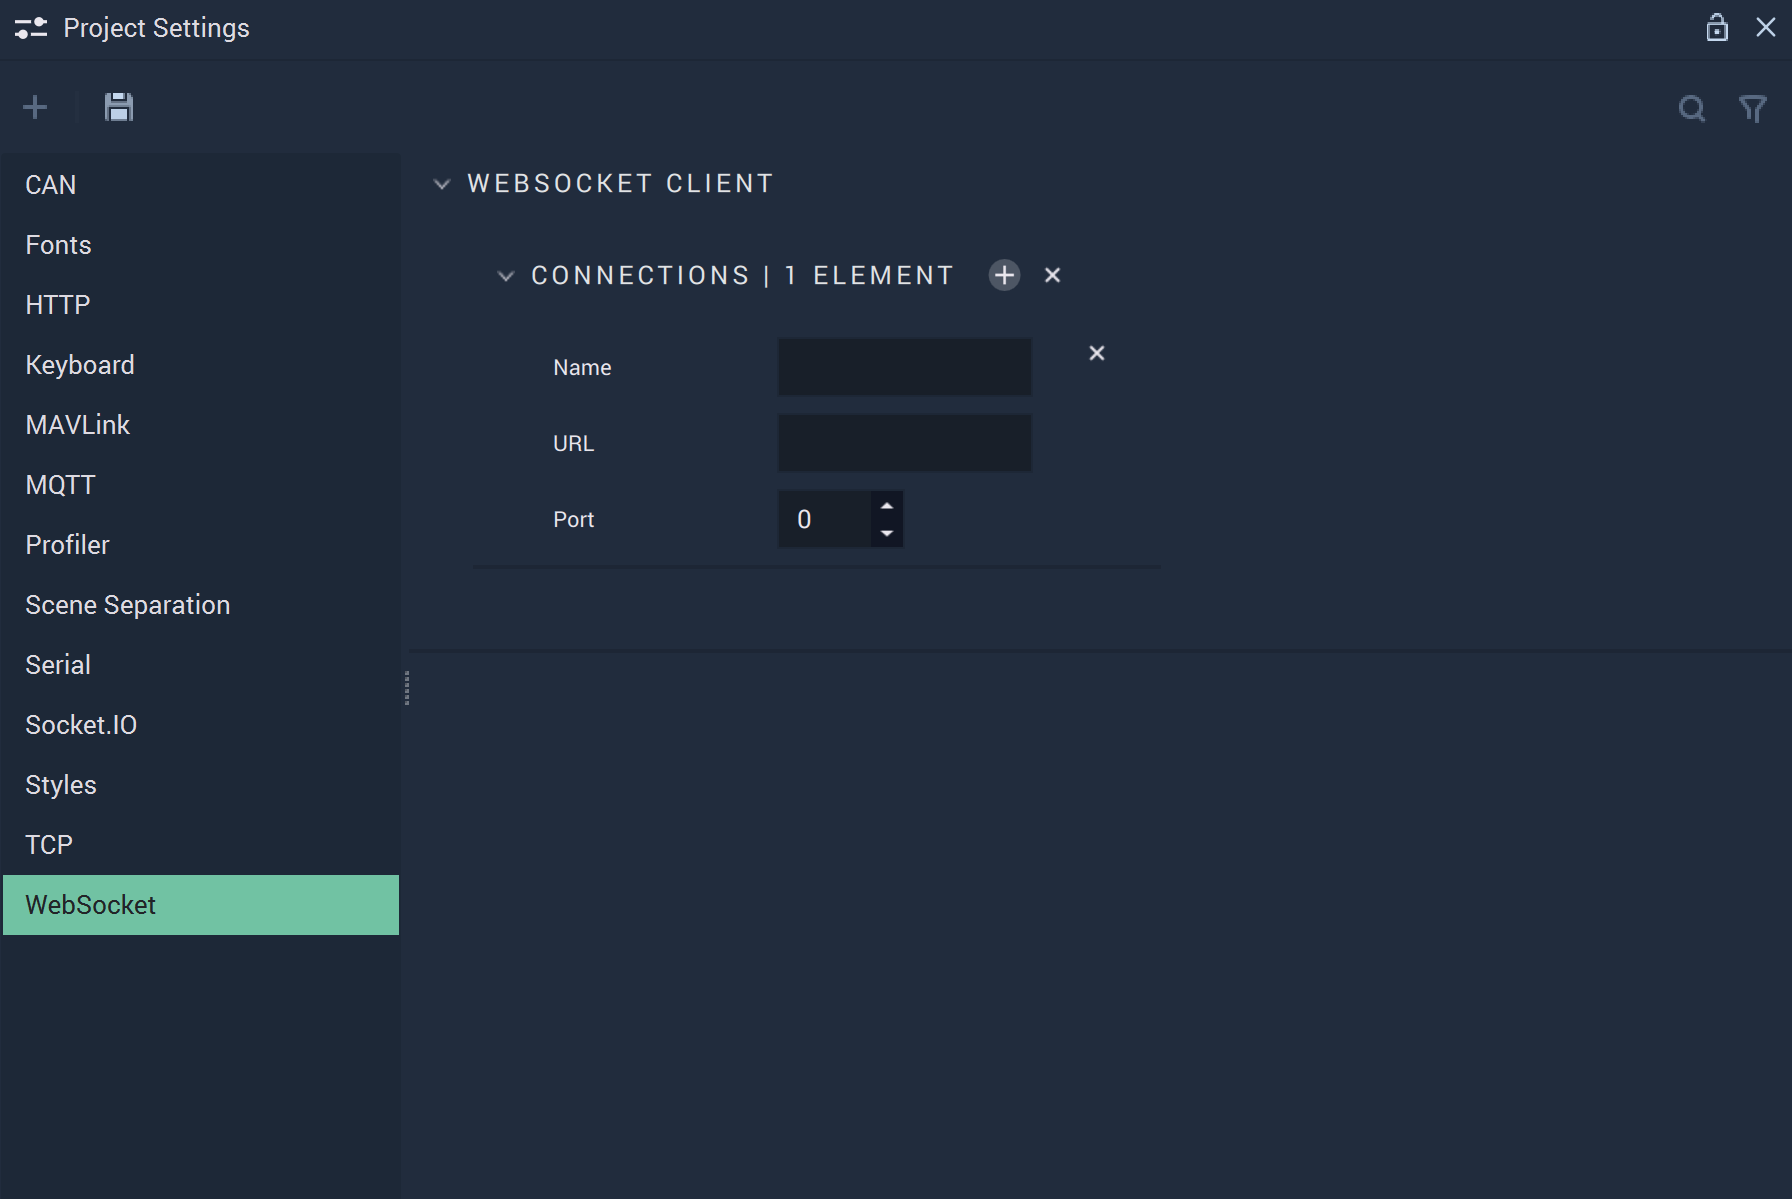 Project Settings
CAN
Fonts
HTTP
Keyboard
MAVLink
MQTT
Profiler
Scene Separation
Serial
Socket.IO
Styles
TCP
WebSocket
WEBSOCKET CLIENT
CONNECTIONS | 1 ELEMENT
Name
URL
Port 0